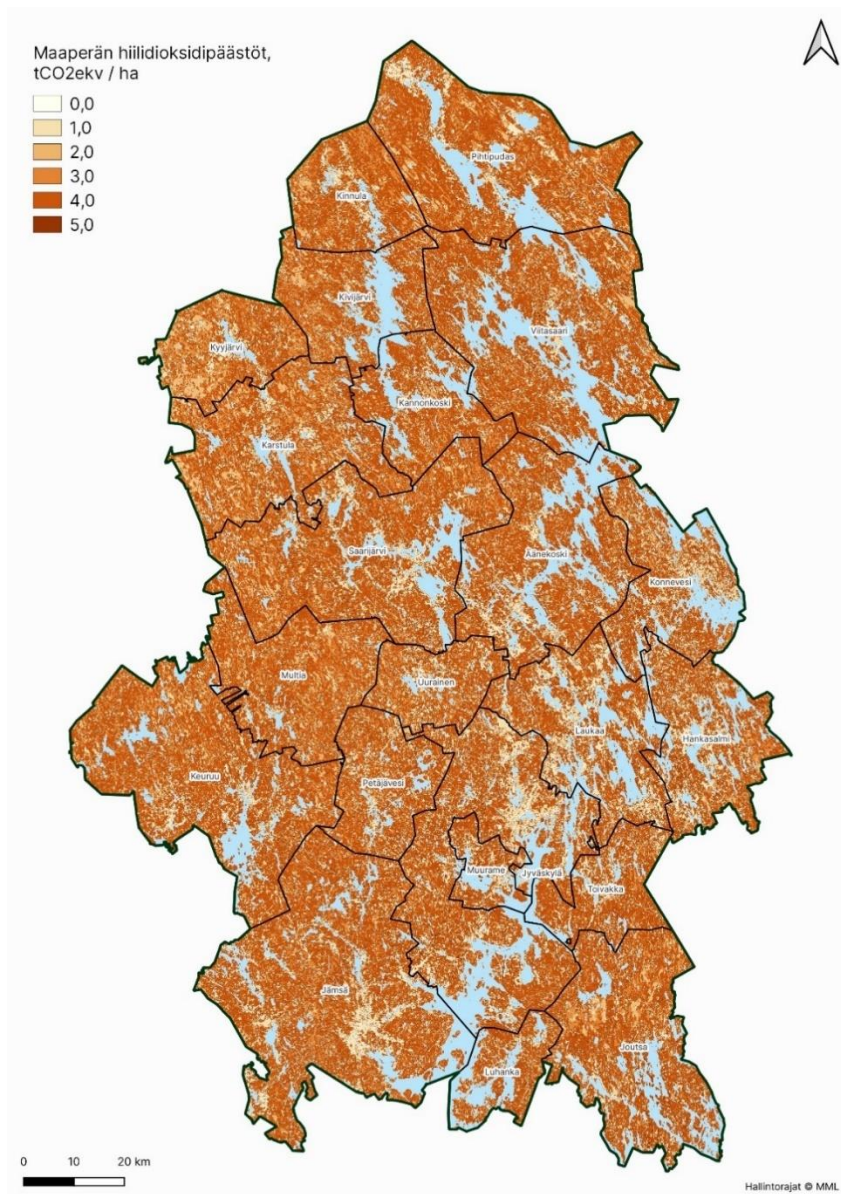 Maaperän hiilidioksidipäästöt,
tCO2ekv / ha
0,0
1,0
2,0
3,0
4,0
5,0
Pihtipudas
Kinnula
Kivijärvi
Viitasaari
Kyyjärvi
Kannonkoski
Karstula
Saarijärvi
Äänekoski
Konnevesi
Multia
Uurainen
Laukaa
Hankasalmi
Keuruu
Petäjävesi
Muurame
Jyväskylä
Toivakka
Jämsä
Joutsa
Luhanka
0 10 20 km
Hallintorajat © MML